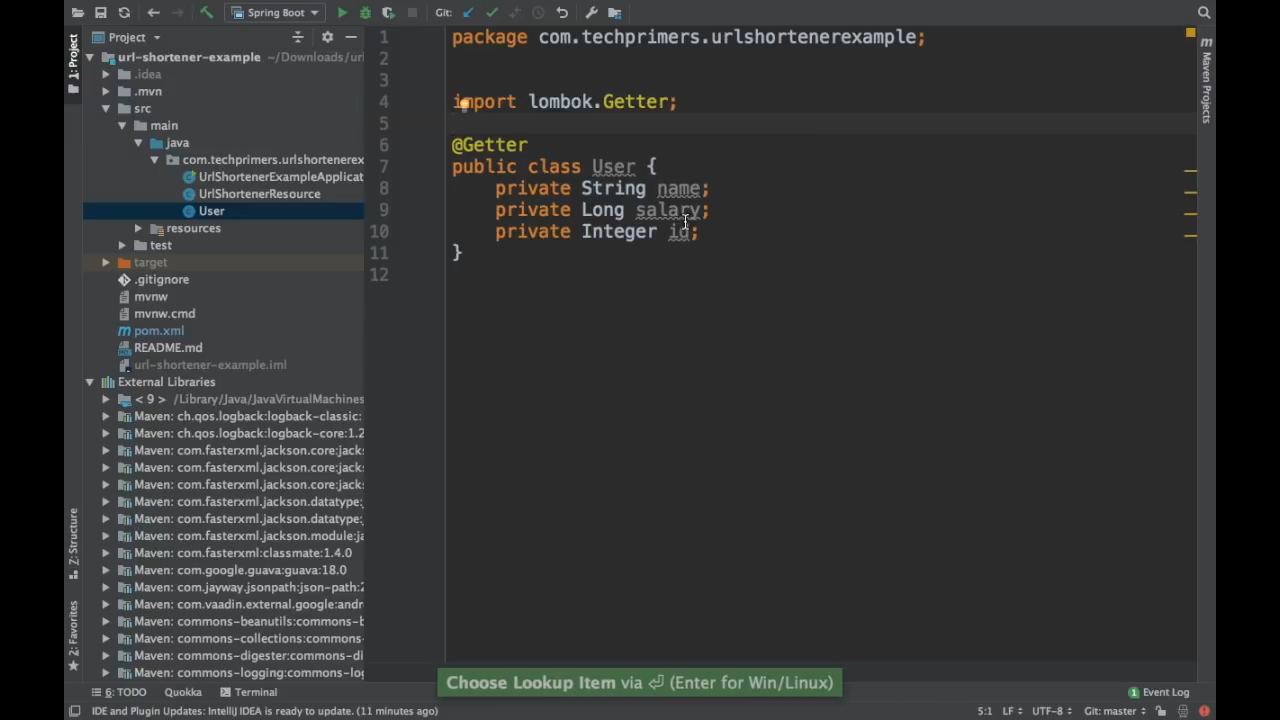 Spring Boot
Git:
1: Project
Project
url-shortener-example ~/Downloads/url
.idea
.mvn
src
main
java
com.techprimers.urlshortenerex
UrlShortenerExampleApplicat
UrlShortenerResource
User
resources
test
target
.gitignore
mvnw
mvnw.cmd
pom.xml
README.md
url-shortener-example.iml
External Libraries
< 9 > /Library/Java/JavaVirtualMachines
Maven: ch.qos.logback:logback-classic:
Maven: ch.qos.logback:logback-core:1.2
Maven: com.fasterxml.jackson.core:jack
Maven: com.fasterxml.jackson.core:jack
Maven: com.fasterxml.jackson.core:jack
Maven: com.fasterxml.jackson.datatype:
Maven: com.fasterxml.jackson.datatype:
Maven: com.fasterxml.jackson.module:ja
Maven: com.fasterxml:classmate:1.4.0
Maven: com.google.guava:guava:18.0
Maven: com.jayway.jsonpath:json-path:2
Maven: com.vaadin.external.google:andr
Maven: commons-beanutils:commons-b
Maven: commons-collections:commons-
Maven: commons-digester:commons-di
Maven: commons-logging:commons-log
Z: Structure
2: Favorites
1 package com.techprimers.urlshortenerexample;
2
3
4 import lombok.Getter;
5
6 @Getter
7 public class User {
8 private String name;
9 private Long salary;
10 private Integer id;
11 }
12
m Maven Projects
Choose Lookup Item via ⏎ (Enter for Win/Linux)
6: TODO
Quokka
Terminal
1 Event Log
IDE and Plugin Updates: IntelliJ IDEA is ready to update. (11 minutes ago)
5:1
LF
UTF-8
Git: master